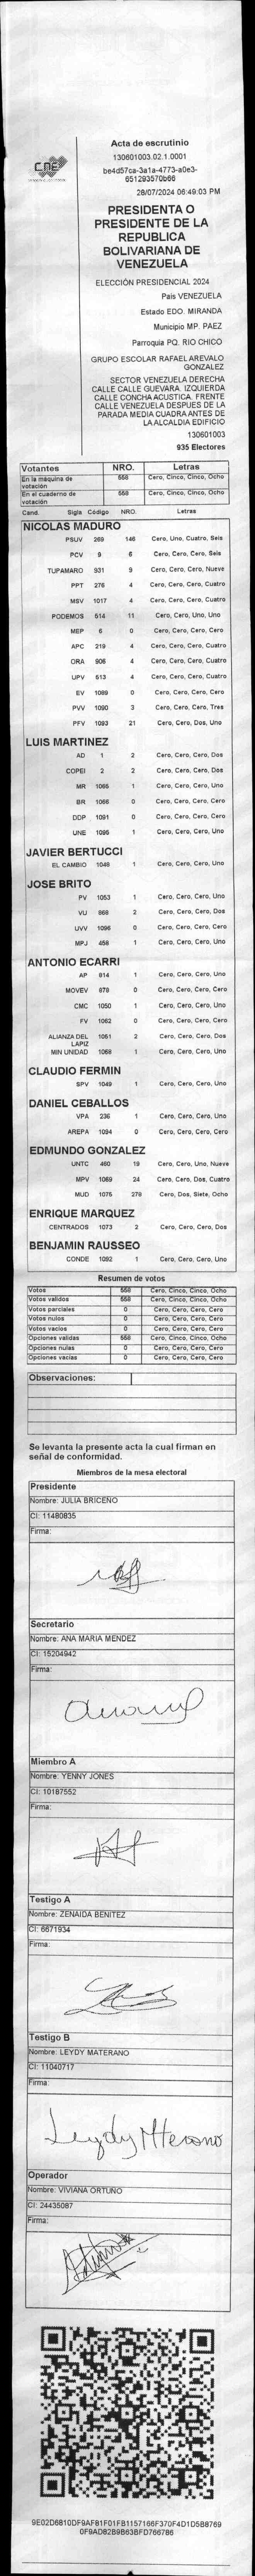 CNE
Acta de escrutinio
130601003.02.1.0001
be4d57ca-3a1a-4773-a0e3-
651293570b66
28/07/2024 06:49:03 PM
PRESIDENTA O
PRESIDENTE DE LA
REPUBLICA
BOLIVARIANA DE
VENEZUELA
ELECCIÓN PRESIDENCIAL 2024
País VENEZUELA
Estado EDO. MIRANDA
Municipio MP. PAEZ
Parroquia PQ. RIO CHICO
GRUPO ESCOLAR RAFAEL AREVALO
GONZALEZ
SECTOR VENEZUELA DERECHA
CALLE CALLE GUEVARA. IZQUIERDA
CALLE CONCHA ACUSTICA. FRENTE
CALLE VENEZUELA DESPUES DE LA
PARADA MEDIA CUADRA ANTES DE
LA ALCALDIA EDIFICIO
130601003
935 Electores
Votantes NRO. Letras
En la máquina de votación 558 Cero, Cinco, Cinco, Ocho
En el cuaderno de votación 558 Cero, Cinco, Cinco, Ocho
Cand. Sigla Código NRO. Letras
NICOLAS MADURO
PSUV 269 146 Cero, Uno, Cuatro, Seis
PCV 9 6 Cero, Cero, Cero, Seis
TUPAMARO 931 9 Cero, Cero, Cero, Nueve
PPT 276 4 Cero, Cero, Cero, Cuatro
MSV 1017 4 Cero, Cero, Cero, Cuatro
PODEMOS 514 11 Cero, Cero, Uno, Uno
MEP 6 0 Cero, Cero, Cero, Cero
APC 219 4 Cero, Cero, Cero, Cuatro
ORA 906 4 Cero, Cero, Cero, Cuatro
UPV 513 4 Cero, Cero, Cero, Cuatro
EV 1089 0 Cero, Cero, Cero, Cero
PVV 1090 3 Cero, Cero, Cero, Tres
PFV 1093 21 Cero, Cero, Dos, Uno
LUIS MARTINEZ
AD 1 2 Cero, Cero, Cero, Dos
COPEI 2 2 Cero, Cero, Cero, Dos
MR 1065 1 Cero, Cero, Cero, Uno
BR 1066 0 Cero, Cero, Cero, Cero
DDP 1091 0 Cero, Cero, Cero, Cero
UNE 1095 1 Cero, Cero, Cero, Uno
JAVIER BERTUCCI
EL CAMBIO 1048 1 Cero, Cero, Cero, Uno
JOSE BRITO
PV 1053 1 Cero, Cero, Cero, Uno
VU 868 2 Cero, Cero, Cero, Dos
UVV 1096 0 Cero, Cero, Cero, Cero
MPJ 458 1 Cero, Cero, Cero, Uno
ANTONIO ECARRI
AP 814 1 Cero, Cero, Cero, Uno
MOVEV 878 0 Cero, Cero, Cero, Cero
CMC 1050 1 Cero, Cero, Cero, Uno
FV 1062 0 Cero, Cero, Cero, Cero
ALIANZA DEL LAPIZ 1051 2 Cero, Cero, Cero, Dos
MIN UNIDAD 1068 1 Cero, Cero, Cero, Uno
CLAUDIO FERMIN
SPV 1049 1 Cero, Cero, Cero, Uno
DANIEL CEBALLOS
VPA 236 1 Cero, Cero, Cero, Uno
AREPA 1094 0 Cero, Cero, Cero, Cero
EDMUNDO GONZALEZ
UNTC 460 19 Cero, Cero, Uno, Nueve
MPV 1069 24 Cero, Cero, Dos, Cuatro
MUD 1075 278 Cero, Dos, Siete, Ocho
ENRIQUE MARQUEZ
CENTRADOS 1073 2 Cero, Cero, Cero, Dos
BENJAMIN RAUSSEO
CONDE 1092 1 Cero, Cero, Cero, Uno
Resumen de votos
Votos 558 Cero, Cinco, Cinco, Ocho
Votos validos 558 Cero, Cinco, Cinco, Ocho
Votos parciales 0 Cero, Cero, Cero, Cero
Votos nulos 0 Cero, Cero, Cero, Cero
Votos vacios 0 Cero, Cero, Cero, Cero
Opciones validas 558 Cero, Cinco, Cinco, Ocho
Opciones nulas 0 Cero, Cero, Cero, Cero
Opciones vacias 0 Cero, Cero, Cero, Cero
Observaciones:
Se levanta la presente acta la cual firman en
señal de conformidad.
Miembros de la mesa electoral
Presidente
Nombre: JULIA BRICEÑO
CI: 11480835
Firma:
Secretario
Nombre: ANA MARIA MENDEZ
CI: 15204942
Firma:
Miembro A
Nombre: YENNY JONES
CI: 10187552
Firma:
Testigo A
Nombre: ZENAIDA BENITEZ
CI: 6671934
Firma:
Testigo B
Nombre: LEYDY MATERANO
CI: 11040717
Firma:
Leydy Materano
Operador
Nombre: VIVIANA ORTUÑO
CI: 24435087
Firma:
9E02D6810DF9AF81F01FB1157166F370F4D1D5B8769
0F9AD82B9B63BFD766786